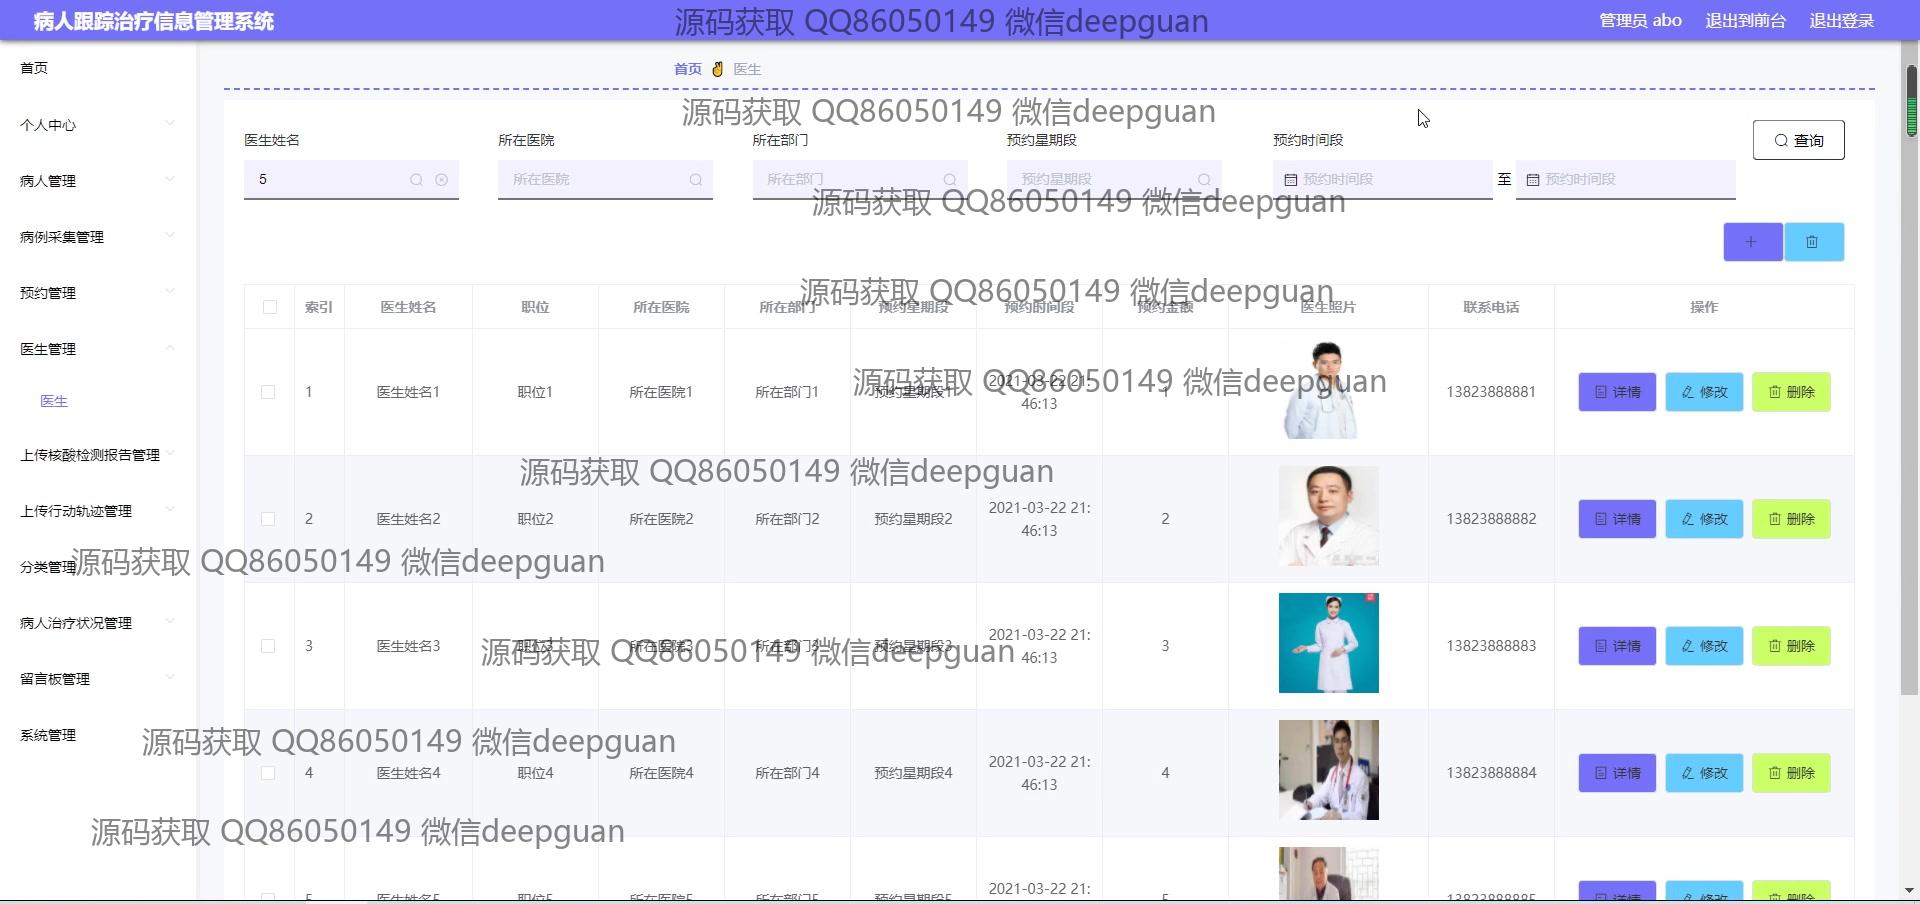 病人跟踪治疗信息管理系统
源码获取 QQ86050149 微信deepguan
管理员 abo 退出到前台 退出登录
首页
个人中心
病人管理
病例采集管理
预约管理
医生管理
医生
上传核酸检测报告管理
上传行动轨迹管理
分类管理
病人治疗状况管理
留言板管理
系统管理
首页 医生
源码获取 QQ86050149 微信deepguan
医生姓名 所在医院 所在部门 预约星期段 预约时间段
5 所在医院 所在部门 预约星期段 预约时间段 至 预约时间段
查询
源码获取 QQ86050149 微信deepguan
源码获取 QQ86050149 微信deepguan
索引 医生姓名 职位 所在医院 所在部门 预约星期段 预约时间段 预约金额 医生照片 联系电话 操作
源码获取 QQ86050149 微信deepguan
1 医生姓名1 职位1 所在医院1 所在部门1 预约星期段1 2021-03-22 21:
46:13 1 13823888881 详情 修改 删除
源码获取 QQ86050149 微信deepguan
2 医生姓名2 职位2 所在医院2 所在部门2 预约星期段2 2021-03-22 21:
46:13 2 13823888882 详情 修改 删除
源码获取 QQ86050149 微信deepguan
3 医生姓名3 职位3 所在医院3 所在部门3 预约星期段3 2021-03-22 21:
46:13 3 13823888883 详情 修改 删除
源码获取 QQ86050149 微信deepguan
源码获取 QQ86050149 微信deepguan
4 医生姓名4 职位4 所在医院4 所在部门4 预约星期段4 2021-03-22 21:
46:13 4 13823888884 详情 修改 删除
源码获取 QQ86050149 微信deepguan
5 医生姓名5 职位5 所在医院5 所在部门5 预约星期段5 2021-03-22 21:
5 13823888885 详情 修改 删除